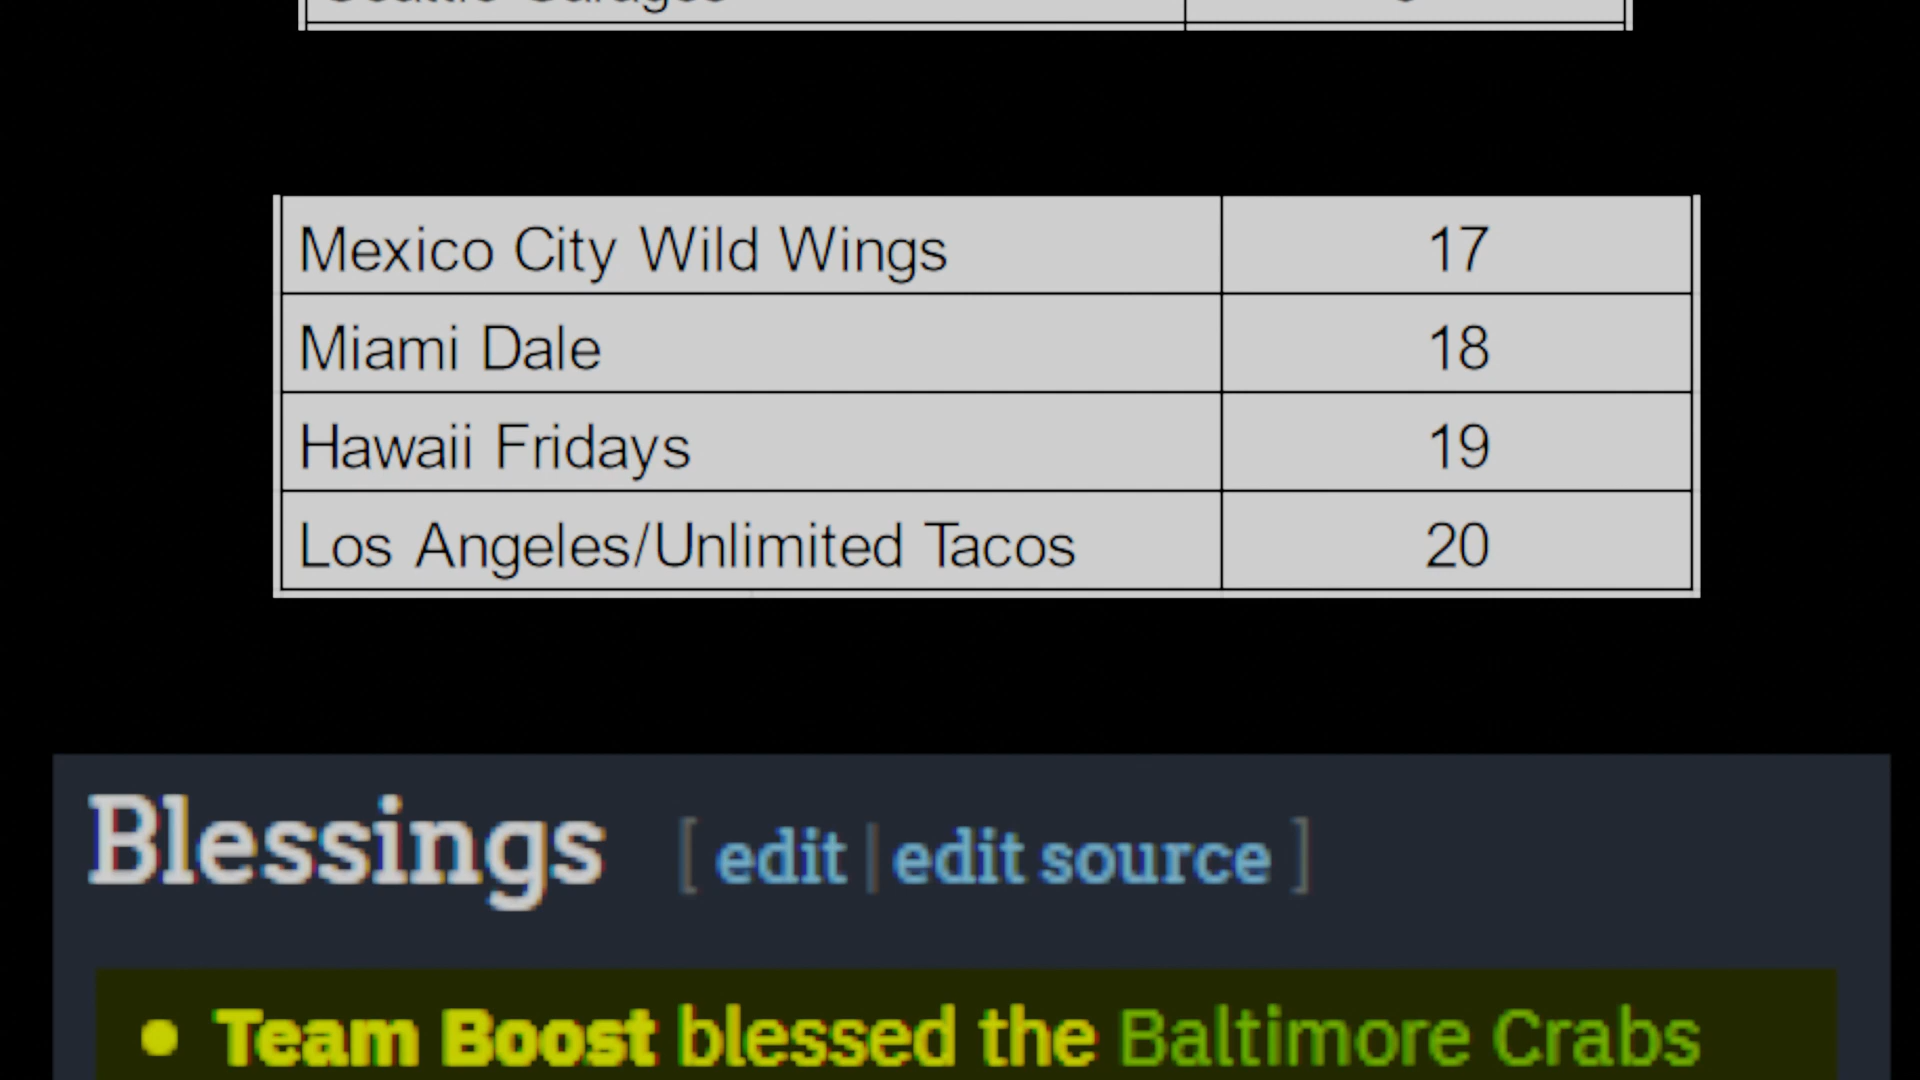 Mexico City Wild Wings 17
Miami Dale 18
Hawaii Fridays 19
Los Angeles/Unlimited Tacos 20
Blessings [ edit | edit source ]
• Team Boost blessed the Baltimore Crabs